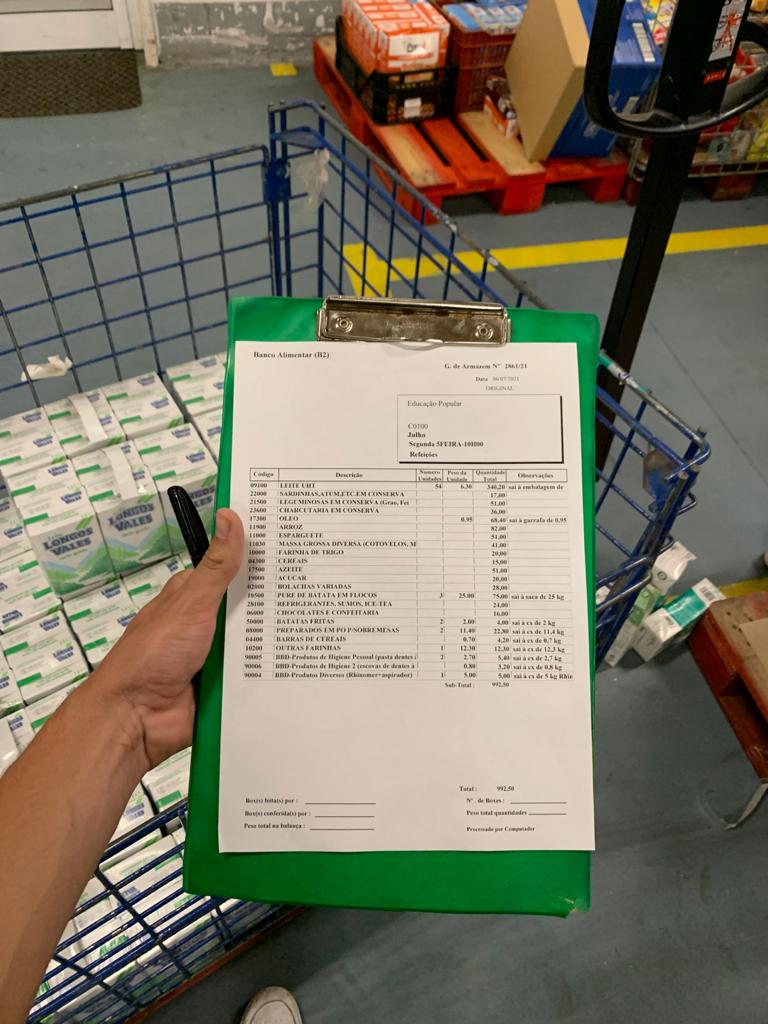 Banco Alimentar (B2)
G. de Armazem Nº 2861/21
Data 06/07/2021
ORIGINAL
Educação Popular
C0100
Julho
Segunda 5FEIRA-10H00
Refeições
Código Descrição Numero Unidades Peso da Unidade Quantidade Total Observações
09100 LEITE UHT 54 6.30 340,20 sai à embalagem de
22000 SARDINHAS,ATUM,ETC.EM CONSERVA 17,00
21500 LEGUMINOSAS EM CONSERVA (Grao, Fei 51,00
23600 CHARCUTARIA EM CONSERVA 36,00
17300 OLEO 0.95 68,40 sai à garrafa de 0.95
11900 ARROZ 82,00
11000 ESPARGUETE 51,00
11030 MASSA GROSSA DIVERSA (COTOVELOS, M 41,00
10000 FARINHA DE TRIGO 20,00
04300 CEREAIS 15,00
17500 AZEITE 51,00
19000 ACUCAR 20,00
02000 BOLACHAS VARIADAS 28,00
10500 PURE DE BATATA EM FLOCOS 3 25.00 75,00 sai à saca de 25 kg
28100 REFRIGERANTES, SUMOS, ICE-TEA 24,00
06000 CHOCOLATES E CONFEITARIA 16,00
50000 BATATAS FRITAS 2 2.00 4,00 sai à cx de 2 kg
08000 PREPARADOS EM PO P/SOBREMESAS 2 11.40 22,80 sai à cx de 11,4 kg
04400 BARRAS DE CEREAIS 0.70 4,20 sai à cx de 0,7 kg
10200 OUTRAS FARINHAS 1 12.30 12,30 sai à cx de 12,3 kg
90005 BBD-Produtos de Higiene Pessoal (pasta dentes 2 2.70 5,40 sai à cx de 2,7 kg
90006 BBD-Produtos de Higiene 2 (escovas de dentes à 0.80 3,20 sai à cx de 0,8 kg
90004 BBD-Produtos Diversos (Rhinomer+aspirador) 1 5.00 5,00 sai à cx de 5 kg Rhie
Sub-Total : 992,50
Total : 992,50
Box(s) feita(s) por :
Nº . de Boxes :
Box(s) conferida(s) por :
Peso total quantidades
Peso total na balança :
Processado por Computador
LONGOS VALES
LONGOS VALES